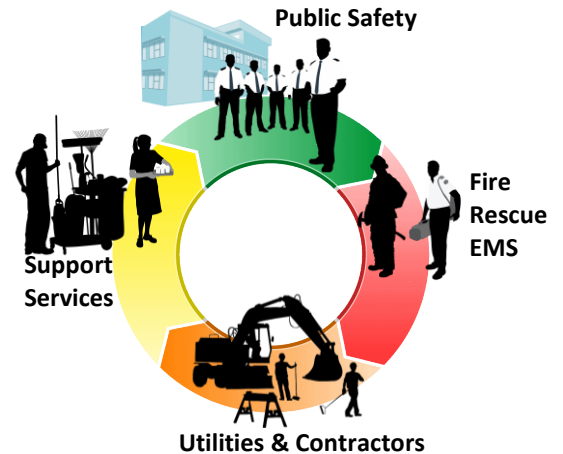 Public Safety
Fire
Rescue
EMS
Support
Services
Utilities & Contractors